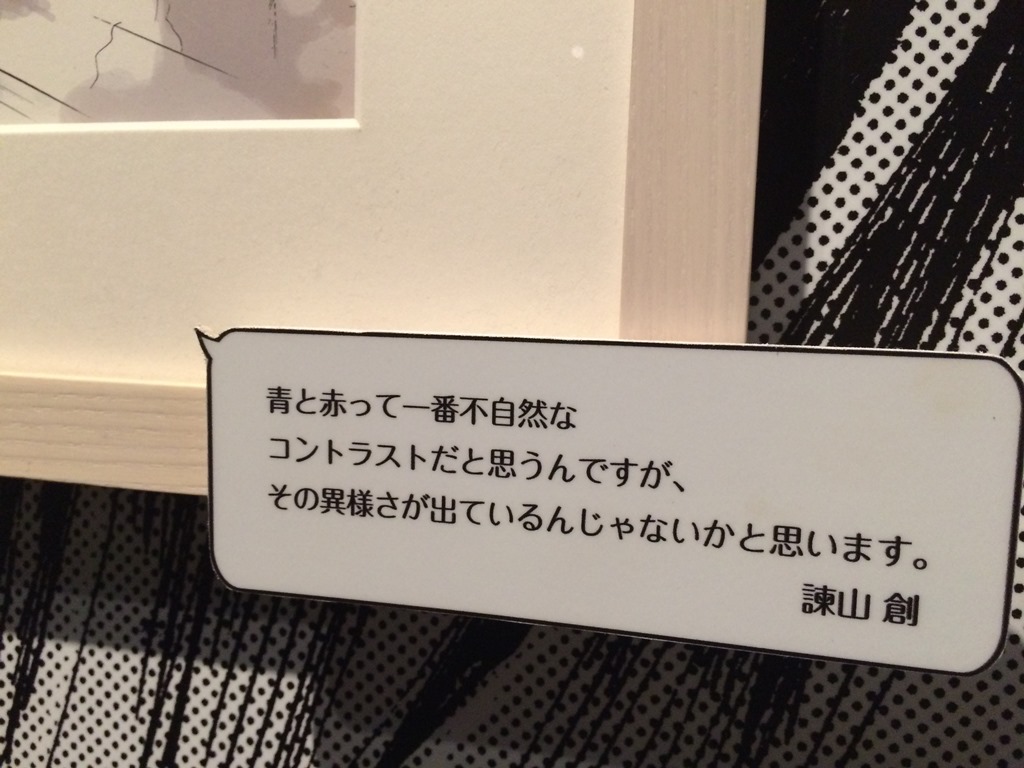 青と赤って一番不自然な
コントラストだと思うんですが、
その異様さが出ているんじゃないかと思います。
諫山 創